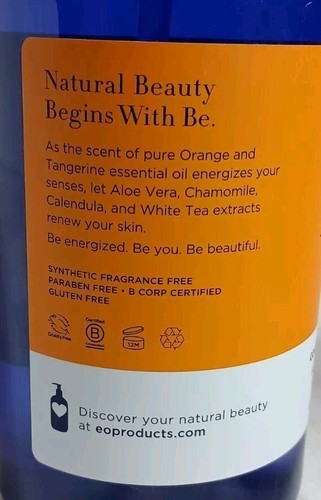 Natural Beauty
Begins With Be.
As the scent of pure Orange and
Tangerine essential oil energizes your
senses, let Aloe Vera, Chamomile,
Calendula, and White Tea extracts
renew your skin.
Be energized. Be you. Be beautiful.
SYNTHETIC FRAGRANCE FREE
PARABEN FREE • B CORP CERTIFIED
GLUTEN FREE
Certified
CrueltyFree B 12M
Discover your natural beauty
at eoproducts.com